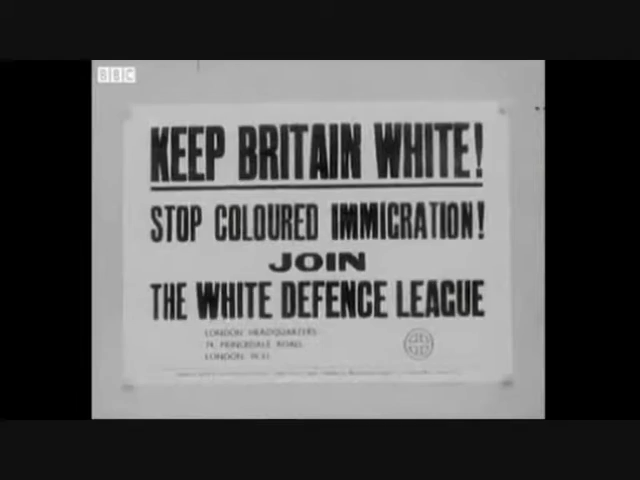 BBC
KEEP BRITAIN WHITE!
STOP COLOURED IMMIGRATION!
JOIN
THE WHITE DEFENCE LEAGUE
LONDON HEADQUARTERS
74 PRINCEDALE ROAD
LONDON W.11